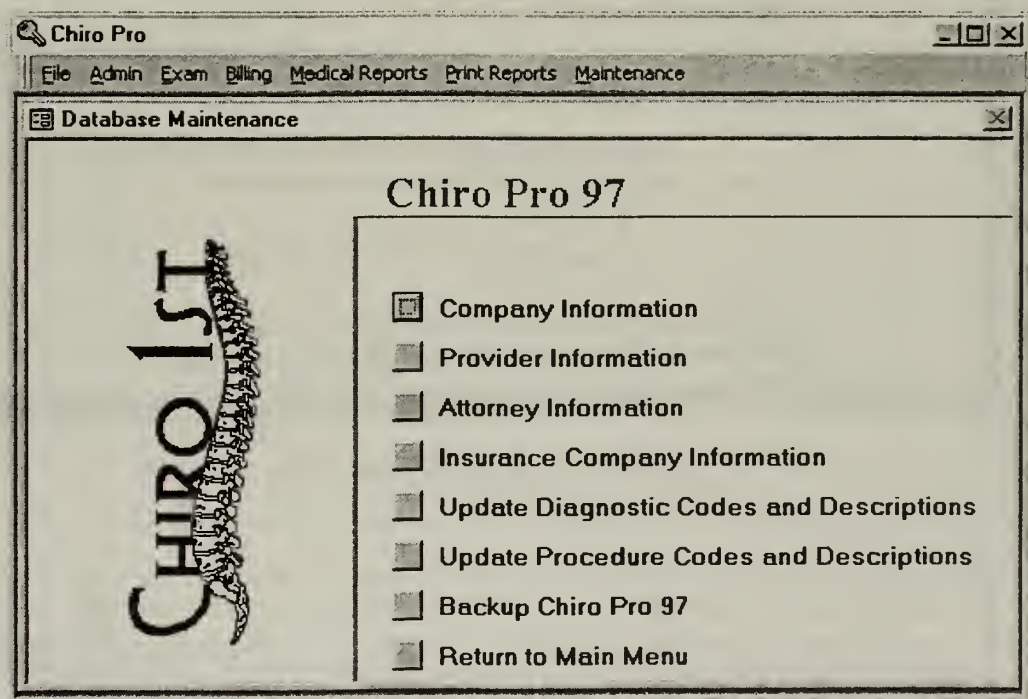 Chiro Pro
File Admin Exam Billing Medical Reports Print Reports Maintenance
Database Maintenance
Chiro Pro 97
CHIRO 1ST
Company Information
Provider Information
Attorney Information
Insurance Company Information
Update Diagnostic Codes and Descriptions
Update Procedure Codes and Descriptions
Backup Chiro Pro 97
Return to Main Menu